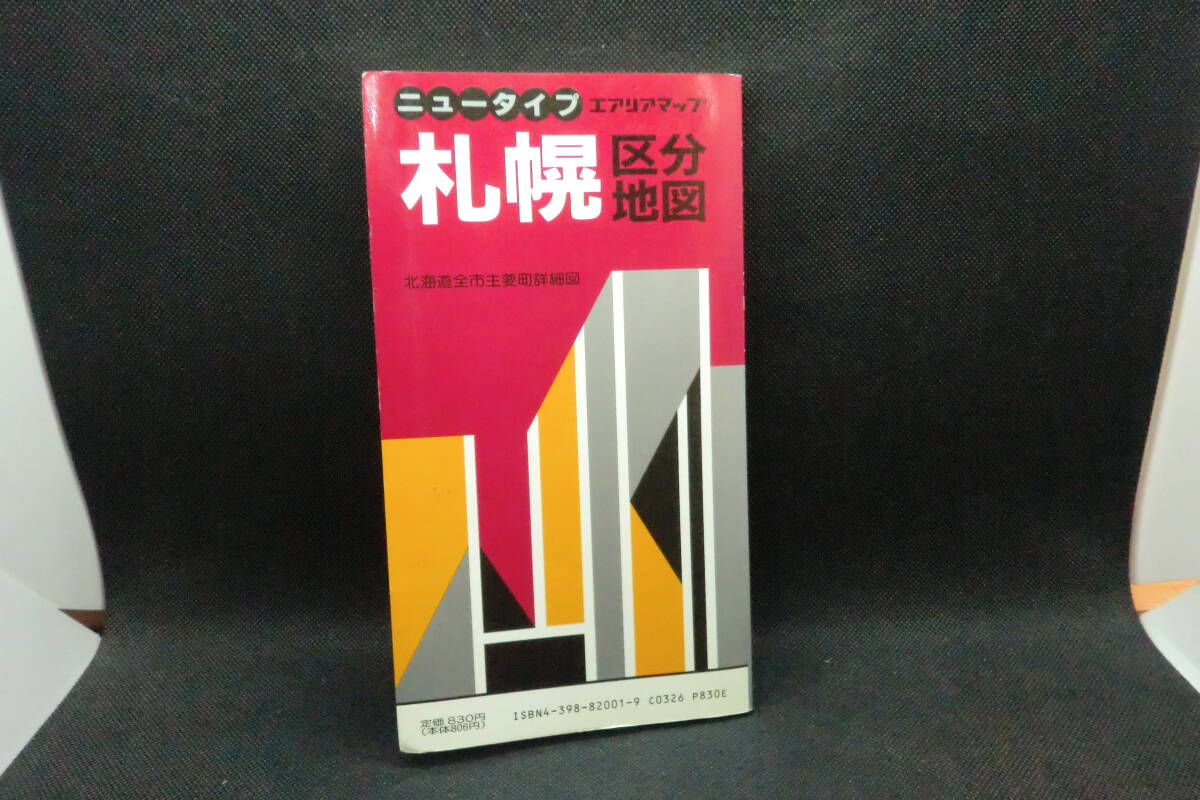 ニュータイプ エアリアマップ
札幌 区分
地図
北海道全市主要町詳細図
定価 830円
(本体806円)
ISBN4-398-82001-9 C0326 P830E